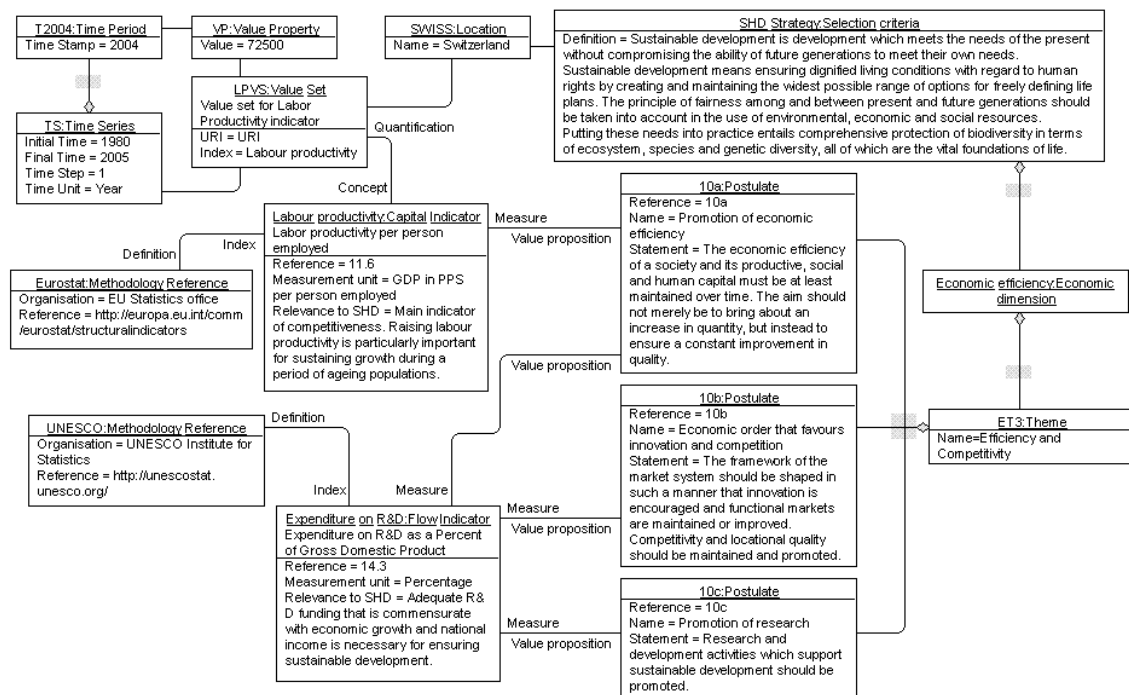 T2004:Time Period
Time Stamp = 2004
VP:Value Property
Value = 72500
SWISS:Location
Name = Switzerland
SHD Strategy:Selection criteria
Definition = Sustainable development is development which meets the needs of the present
without compromising the ability of future generations to meet their own needs.
Sustainable development means ensuring dignified living conditions with regard to human
rights by creating and maintaining the widest possible range of options for freely defining life
plans. The principle of fairness among and between present and future generations should
be taken into account in the use of environmental, economic and social resources.
Putting these needs into practice entails comprehensive protection of biodiversity in terms
of ecosystem, species and genetic diversity, all of which are the vital foundations of life.
LPVS:Value Set
Value set for Labor
Productivity indicator
URI = URI
Index = Labour productivity
Quantification
TS:Time Series
Initial Time = 1980
Final Time = 2005
Time Step = 1
Time Unit = Year
Concept
Labour productivity:Capital Indicator
Labor productivity per person
employed
Reference = 11.6
Measurement unit = GDP in PPS
per person employed
Relevance to SHD = Main indicator
of competitiveness. Raising labour
productivity is particularly important
for sustaining growth during a
period of ageing populations.
Measure
Value proposition
Index
Definition
Eurostat:Methodology Reference
Organisation = EU Statistics office
Reference = http://europa.eu.int/comm
/eurostat/structuralindicators
10a:Postulate
Reference = 10a
Name = Promotion of economic
efficiency
Statement = The economic efficiency
of a society and its productive, social
and human capital must be at least
maintained over time. The aim should
not merely be to bring about an
increase in quantity, but instead to
ensure a constant improvement in
quality.
Value proposition
Economic efficiency:Economic
dimension
ET3:Theme
Name=Efficiency and
Competitivity
10b:Postulate
Reference = 10b
Name = Economic order that favours
innovation and competition
Statement = The framework of the
market system should be shaped in
such a manner that innovation is
encouraged and functional markets
are maintained or improved.
Competitivity and locational quality
should be maintained and promoted.
Definition
UNESCO:Methodology Reference
Organisation = UNESCO Institute for
Statistics
Reference = http://unescostat.
unesco.org/
Index
Measure
Expenditure on R&D:Flow Indicator
Expenditure on R&D as a Percent
of Gross Domestic Product
Reference = 14.3
Measurement unit = Percentage
Relevance to SHD = Adequate R&
D funding that is commensurate
with economic growth and national
income is necessary for ensuring
sustainable development.
Measure
Value proposition
Measure
Value proposition
10c:Postulate
Reference = 10c
Name = Promotion of research
Statement = Research and
development activities which support
sustainable development should be
promoted.